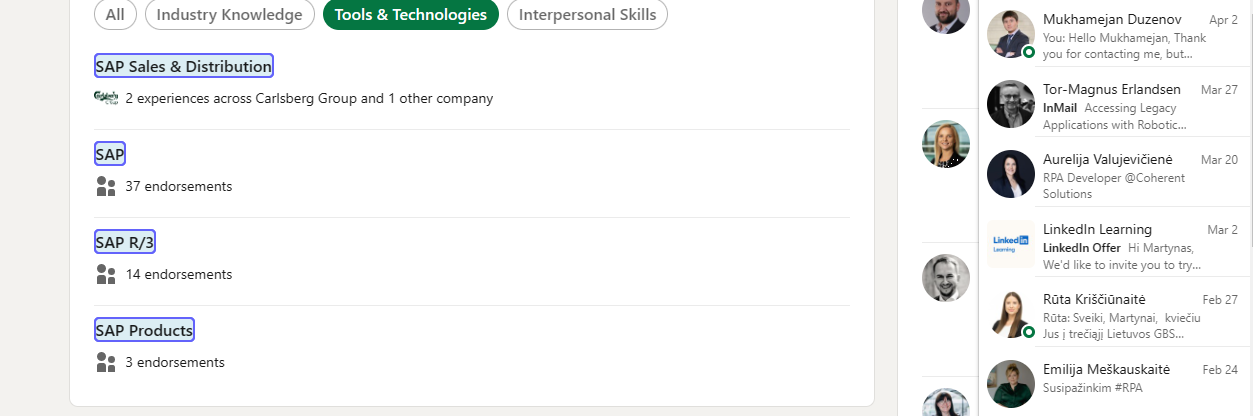 All
Industry Knowledge
Tools & Technologies
Interpersonal Skills
SAP Sales & Distribution
2 experiences across Carlsberg Group and 1 other company
SAP
37 endorsements
SAP R/3
14 endorsements
SAP Products
3 endorsements
Mukhamejan Duzenov Apr 2
You: Hello Mukhamejan, Thank
you for contacting me, but...
Tor-Magnus Erlandsen Mar 27
InMail Accessing Legacy
Applications with Robotic...
Aurelija Valujevičienė Mar 20
RPA Developer @Coherent
Solutions
LinkedIn Learning Mar 2
Linked in
Learning
LinkedIn Offer Hi Martynas,
We'd like to invite you to try...
Rūta Kriščiūnaitė Feb 27
Rūta: Sveiki, Martynai, kviečiu
Jus į trečiąjį Lietuvos GBS...
Emilija Meškauskaitė Feb 24
Susipažinkim #RPA